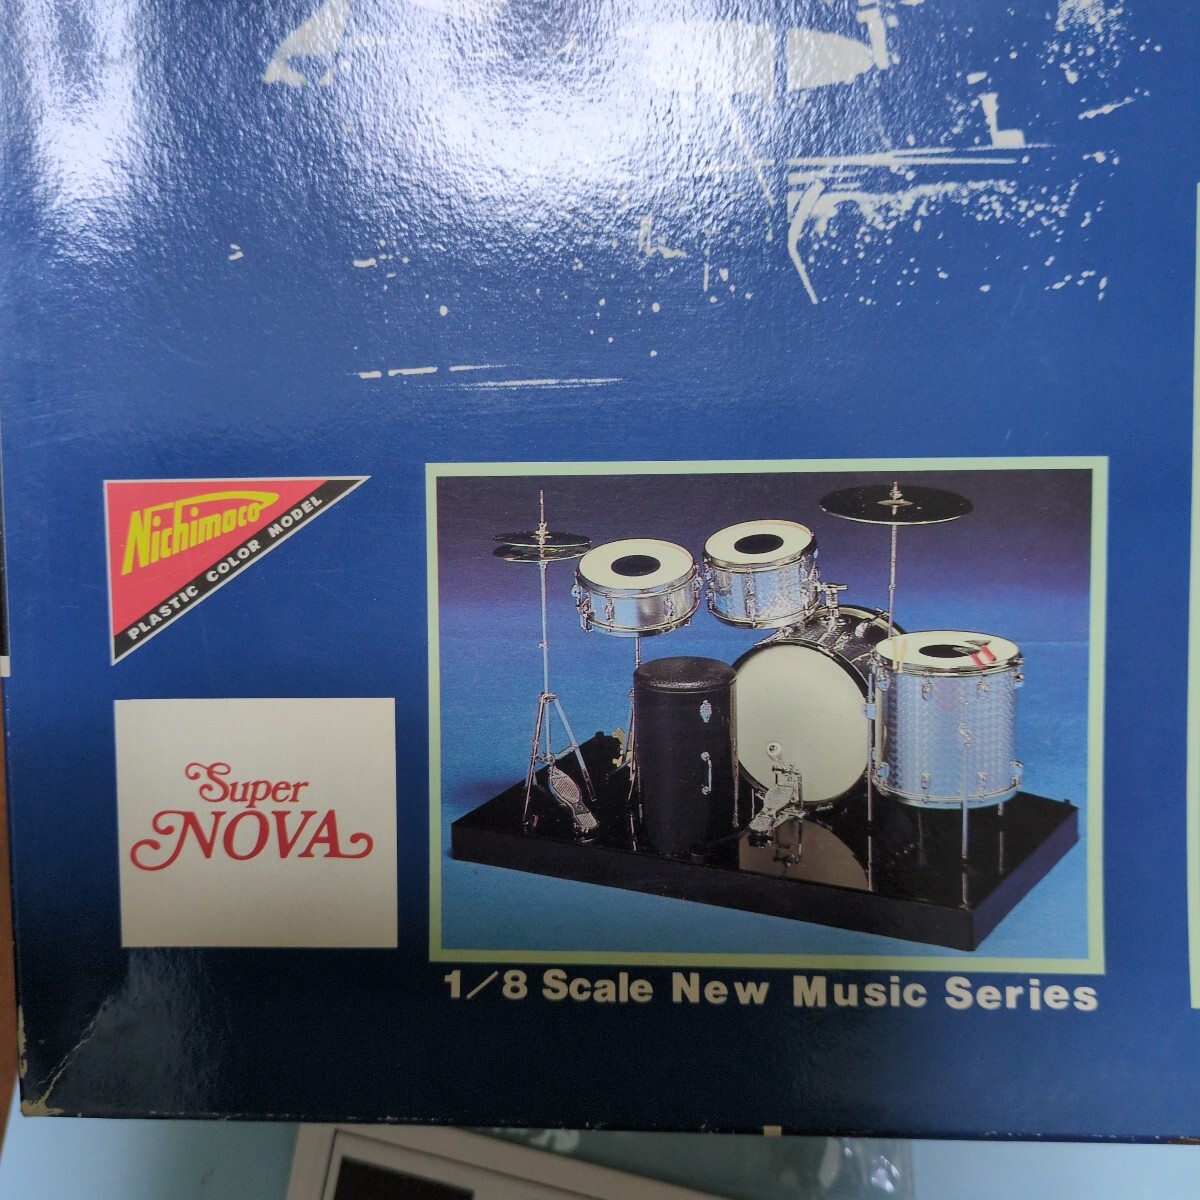 Nichimoco
PLASTIC COLOR MODEL
Super
NOVA
1/8 Scale New Music Series